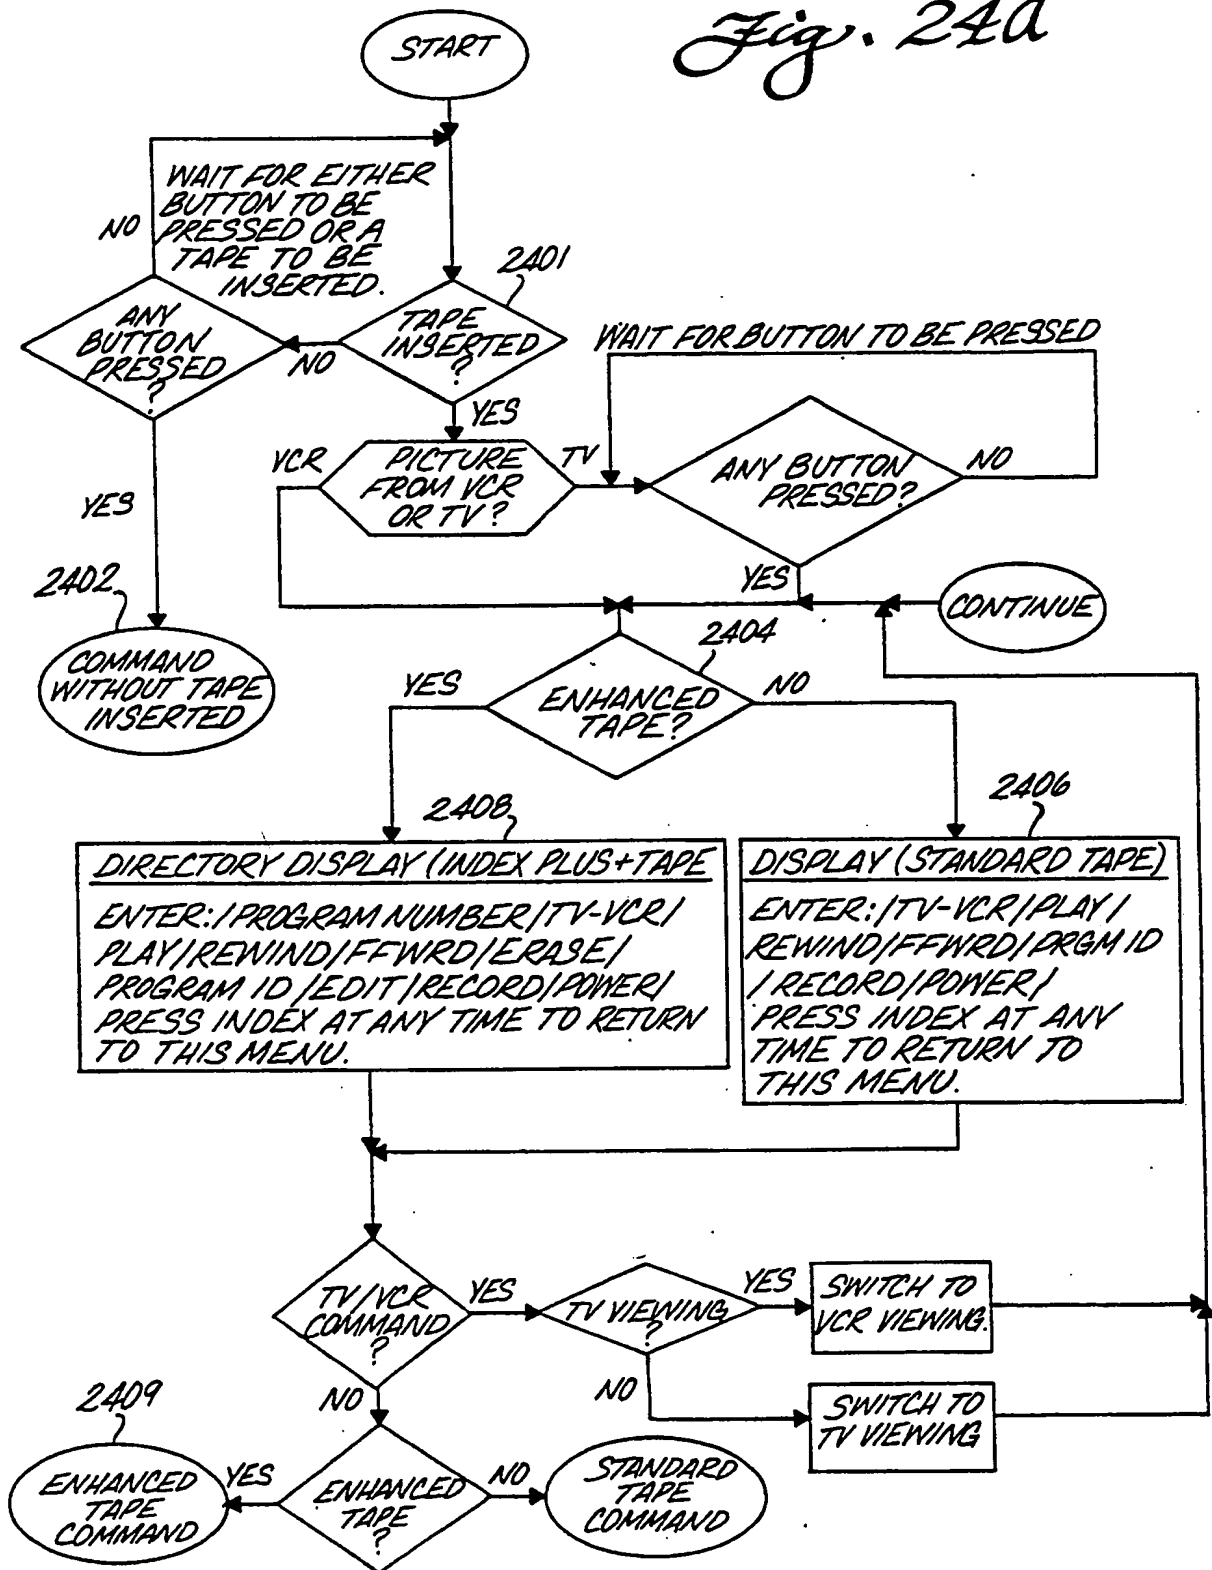 Fig. 24a
START
WAIT FOR EITHER
BUTTON TO BE
PRESSED OR A
TAPE TO BE
INSERTED.
NO
2401
ANY
BUTTON
PRESSED
?
NO
TAPE
INSERTED
?
YES
WAIT FOR BUTTON TO BE PRESSED
VCR
PICTURE
FROM VCR
OR TV?
TV
ANY BUTTON
PRESSED?
NO
YES
YES
2402
COMMAND
WITHOUT TAPE
INSERTED
CONTINUE
2404
YES
ENHANCED
TAPE?
NO
2408
2406
DIRECTORY DISPLAY (INDEX PLUS+TAPE
ENTER:/PROGRAM NUMBER/TV-VCR/
PLAY/REWIND/FFWRD/ERASE/
PROGRAM ID/EDIT/RECORD/POWER/
PRESS INDEX AT ANY TIME TO RETURN
TO THIS MENU.
DISPLAY (STANDARD TAPE)
ENTER:/TV-VCR/PLAY/
REWIND/FFWRD/PRGM ID
/RECORD/POWER/
PRESS INDEX AT ANY
TIME TO RETURN TO
THIS MENU.
TV/VCR
COMMAND
?
YES
TV VIEWING
?
YES
SWITCH TO
VCR VIEWING.
NO
SWITCH TO
TV VIEWING
NO
2409
ENHANCED
TAPE
COMMAND
YES
ENHANCED
TAPE
?
NO
STANDARD
TAPE
COMMAND